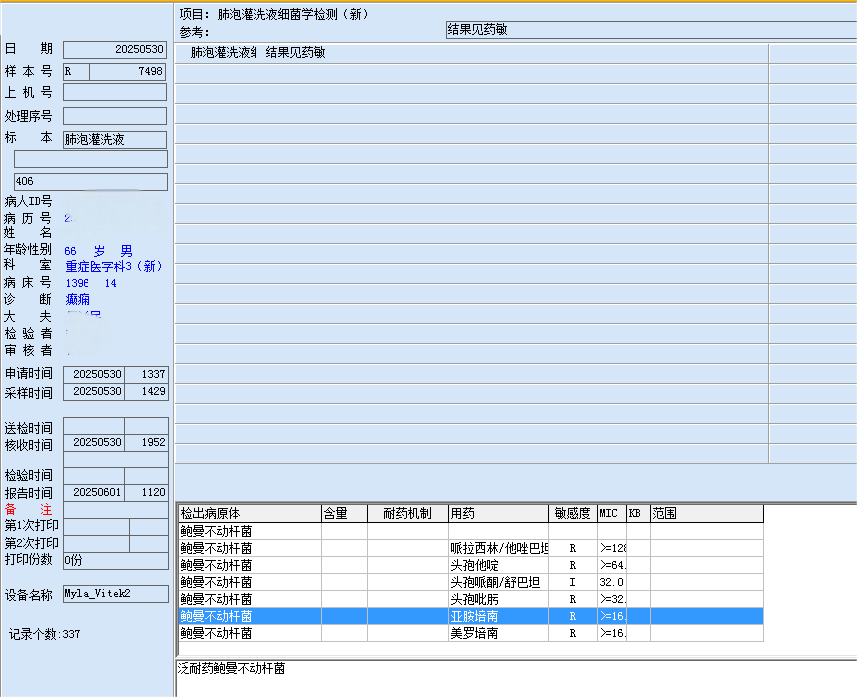 项目: 肺泡灌洗液细菌学检测（新）
参考: 结果见药敏
肺泡灌洗液 结果见药敏
日 期 20250530
样 本 号 R 7498
上 机 号
处理序号
标 本 肺泡灌洗液
406
病人ID号
病 历 号
姓 名
年龄性别 66 岁 男
科 室 重症医学科3（新）
病 床 号 1396 14
诊 断 癫痫
大 夫
检 验 者
审 核 者
申请时间 20250530 1337
采样时间 20250530 1429
送检时间
核收时间 20250530 1952
检验时间
报告时间 20250601 1120
备 注
第1次打印
第2次打印
打印份数 0份
设备名称 Myla_Vitek2
记录个数:337
检出病原体 含量 耐药机制 用药 敏感度 MIC KB 范围
鲍曼不动杆菌
鲍曼不动杆菌 哌拉西林/他唑巴坦 R >=128
鲍曼不动杆菌 头孢他啶 R >=64.
鲍曼不动杆菌 头孢哌酮/舒巴坦 I 32.0
鲍曼不动杆菌 头孢吡肟 R >=32.
鲍曼不动杆菌 亚胺培南 R >=16.
鲍曼不动杆菌 美罗培南 R >=16.
泛耐药鲍曼不动杆菌